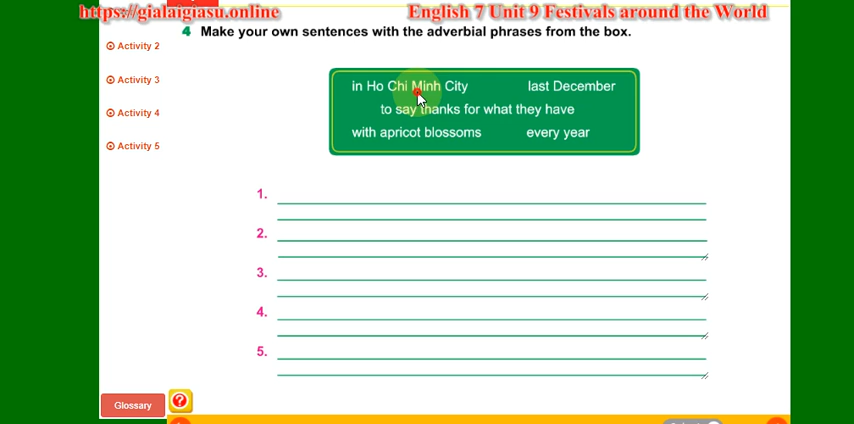 https://gialaigiasu.online English 7 Unit 9 Festivals around the World
4 Make your own sentences with the adverbial phrases from the box.
Activity 2
Activity 3
Activity 4
Activity 5
in Ho Chi Minh City last December
to say thanks for what they have
with apricot blossoms every year
1.
2.
3.
4.
5.
Glossary
?